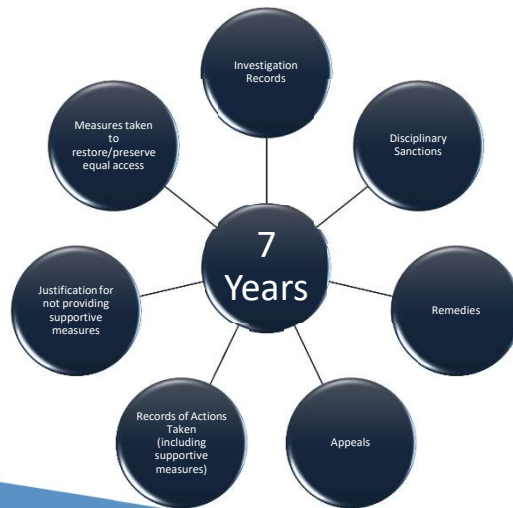 Investigation
Records
Disciplinary
Sanctions
Remedies
Appeals
Records of Actions
Taken
(including
supportive
measures)
Justification for
not providing
supportive
measures
Measures taken
to
restore/preserve
equal access
7
Years